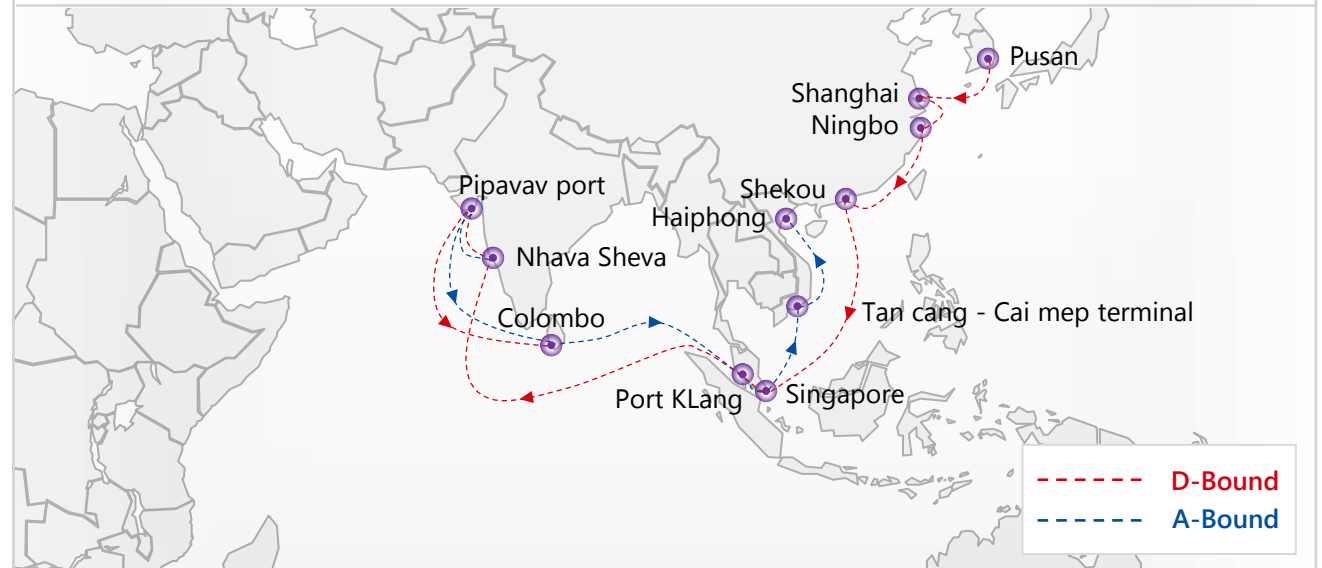 Pusan
Shanghai
Ningbo
Pipavav port
Shekou
Haiphong
Nhava Sheva
Colombo
Tan cang - Cai mep terminal
Port KLang
Singapore
D-Bound
A-Bound